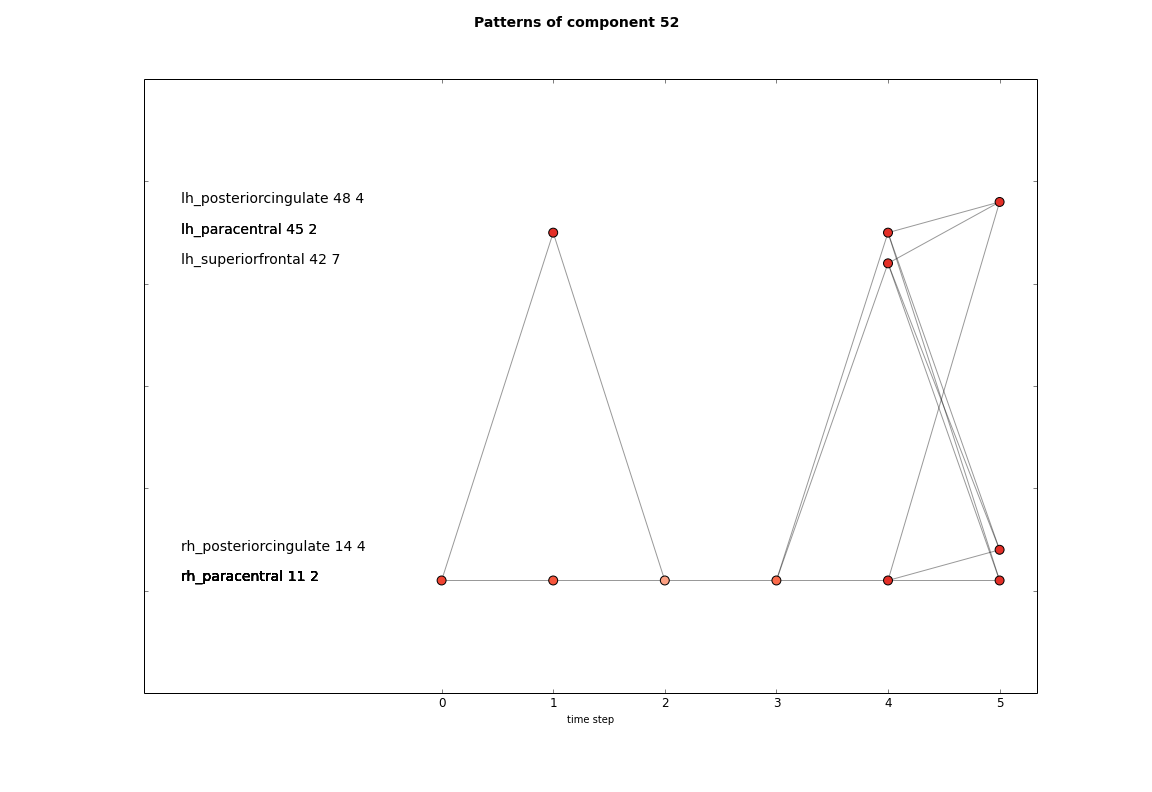 Patterns of component 52
lh_posteriorcingulate 48 4
lh_paracentral 45 2
lh_superiorfrontal 42 7
rh_posteriorcingulate 14 4
rh_paracentral 11 2
0 1 2 3 4 5
time step